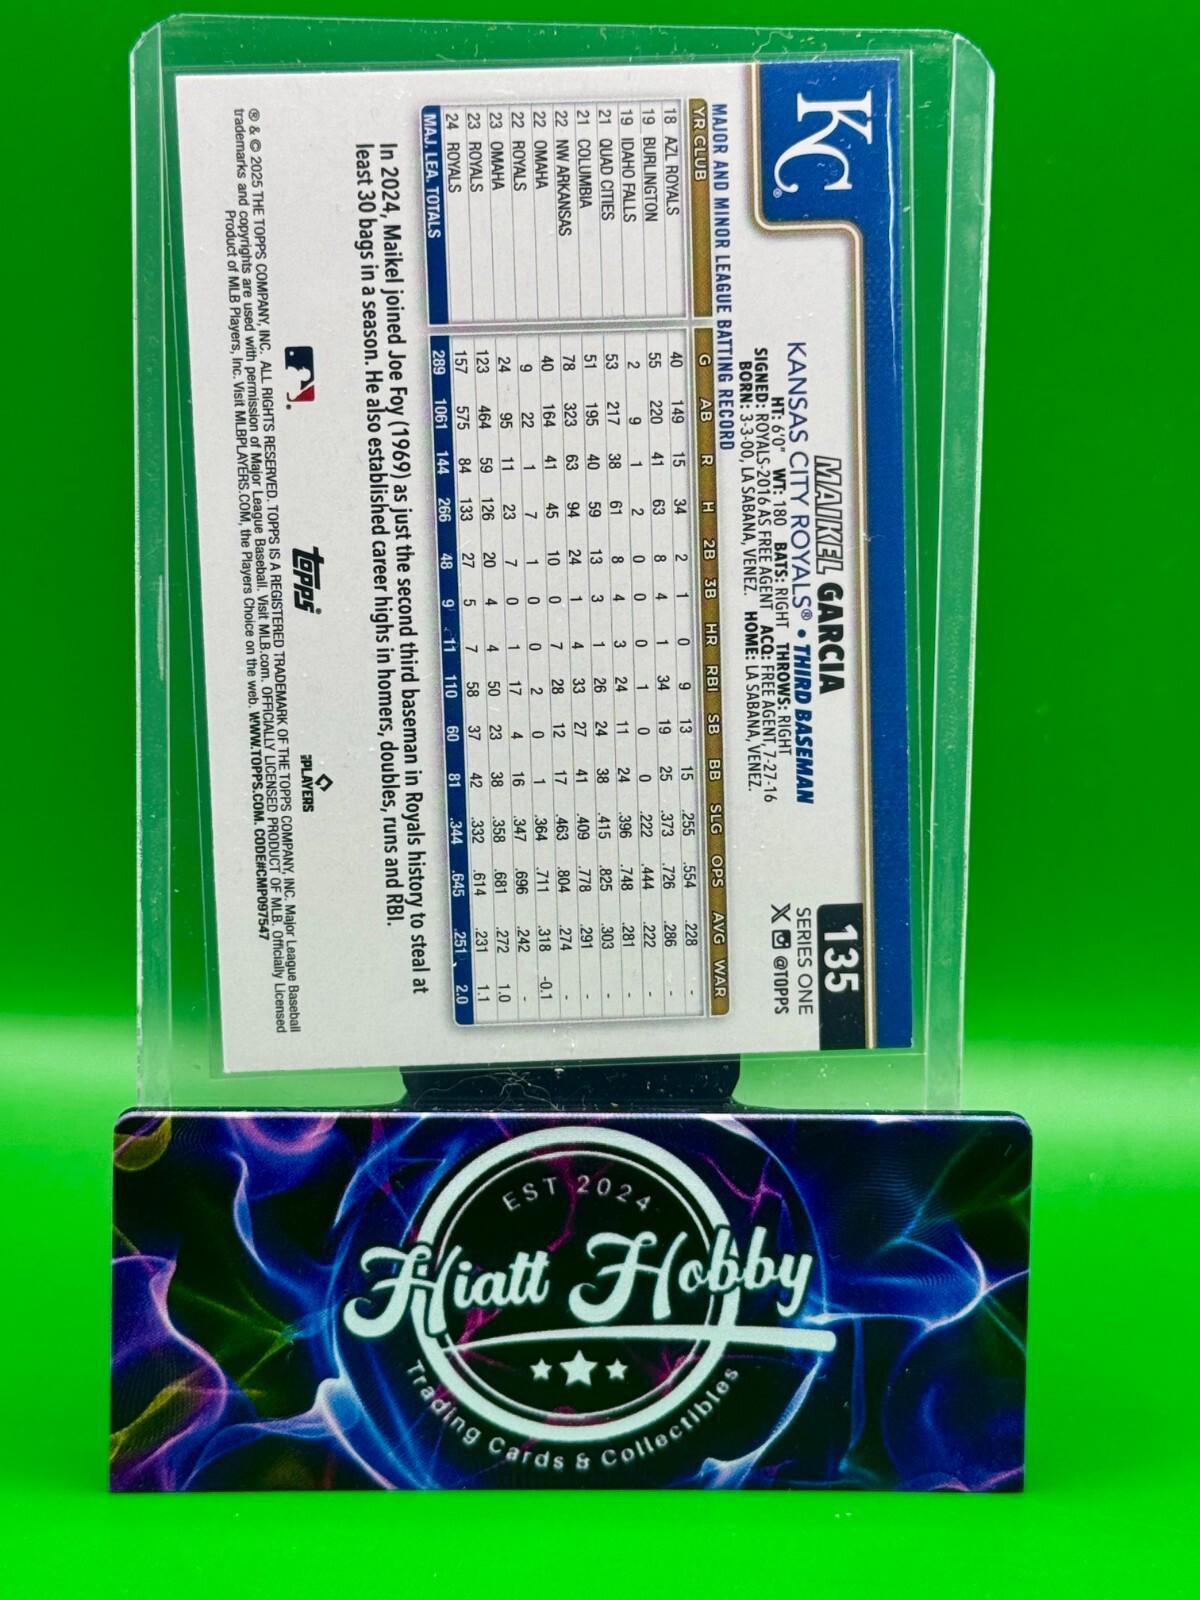 KC®
135
MAIKEL GARCIA
SERIES ONE
KANSAS CITY ROYALS® • THIRD BASEMAN
X @TOPPS
HT: 6'0" WT: 180 BATS: RIGHT THROWS: RIGHT
SIGNED: ROYALS-2016 AS FREE AGENT ACQ: FREE AGENT, 7-27-16
BORN: 3-3-00, LA SABANA, VENEZ. HOME: LA SABANA, VENEZ.
MAJOR AND MINOR LEAGUE BATTING RECORD
YR CLUB G AB R H 2B 3B HR RBI SB BB SLG OPS AVG WAR
18 AZL ROYALS 40 149 15 34 2 1 0 9 13 15 .255 .554 .228 -
19 BURLINGTON 55 220 41 63 8 4 1 34 19 25 .373 .726 .286 -
19 IDAHO FALLS 2 9 1 2 0 0 0 1 0 0 .222 .444 .222 -
21 QUAD CITIES 53 217 38 61 8 4 3 24 11 24 .396 .748 .281 -
21 COLUMBIA 51 195 40 59 13 3 1 26 24 38 .415 .825 .303 -
22 NW ARKANSAS 78 323 63 94 24 1 4 33 27 41 .409 .778 .291 -
22 OMAHA 40 164 41 45 10 0 7 28 12 17 .463 .804 .274 -
22 ROYALS 9 22 1 7 1 0 0 2 0 1 .364 .711 .318 -0.1
23 OMAHA 24 95 11 23 7 0 1 17 4 16 .347 .696 .242 -
23 ROYALS 123 464 59 126 20 4 4 50 23 38 .358 .681 .272 1.0
24 ROYALS 157 575 84 133 27 5 7 58 37 42 .332 .614 .231 1.1
MAJ. LEA. TOTALS 289 1061 144 266 48 9 11 110 60 81 .344 .645 .251 2.0
In 2024, Maikel joined Joe Foy (1969) as just the second third baseman in Royals history to steal at
least 30 bags in a season. He also established career highs in homers, doubles, runs and RBI.
topps®
PLAYERS
® & © 2025 THE TOPPS COMPANY, INC. ALL RIGHTS RESERVED. TOPPS IS A REGISTERED TRADEMARK OF THE TOPPS COMPANY, INC. Major League Baseball
trademarks and copyrights are used with permission of Major League Baseball. Visit MLB.com. OFFICIALLY LICENSED PRODUCT OF MLB. Officially Licensed
Product of MLB Players, Inc. Visit MLBPLAYERS.COM, the Players Choice on the web. WWW.TOPPS.COM. CODE#CMP097547
EST 2024
Hiatt Hobby
Trading Cards & Collectibles